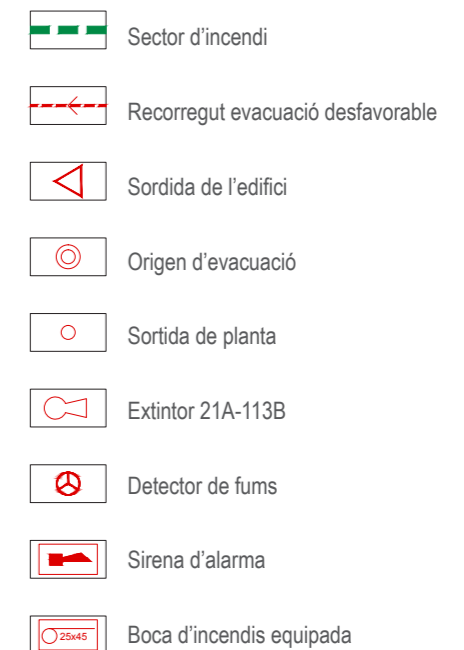 Sector d’incendi
Recorregut evacuació desfavorable
Sordida de l’edifici
Origen d’evacuació
Sortida de planta
Extintor 21A-113B
Detector de fums
Sirena d’alarma
25x45 Boca d’incendis equipada